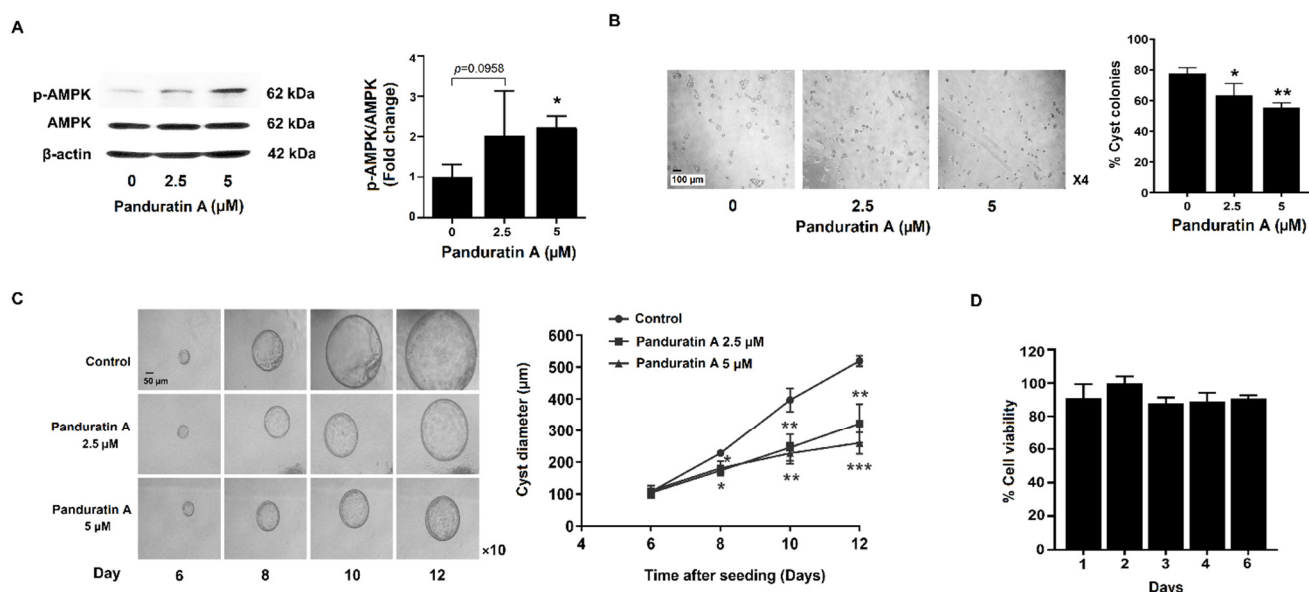 A
p-AMPK
62 kDa
AMPK
62 kDa
β-actin
42 kDa
0 2.5 5
Panduratin A (µM)
p-AMPK/AMPK
(Fold change)
4
3
2
1
0
p=0.0958
*
0 2.5 5
Panduratin A (µM)
B
100 µm
X4
0 2.5 5
Panduratin A (µM)
% Cyst colonies
100
80
60
40
20
0
*
**
0 2.5 5
Panduratin A (µM)
C
Control
50 µm
Panduratin A
2.5 µM
Panduratin A
5 µM
×10
Day 6 8 10 12
Cyst diameter (µm)
600
500
400
300
200
100
0
Control
Panduratin A 2.5 µM
Panduratin A 5 µM
*
*
**
**
**
***
4 6 8 10 12
Time after seeding (Days)
D
% Cell viability
120
100
80
60
40
20
0
1 2 3 4 6
Days